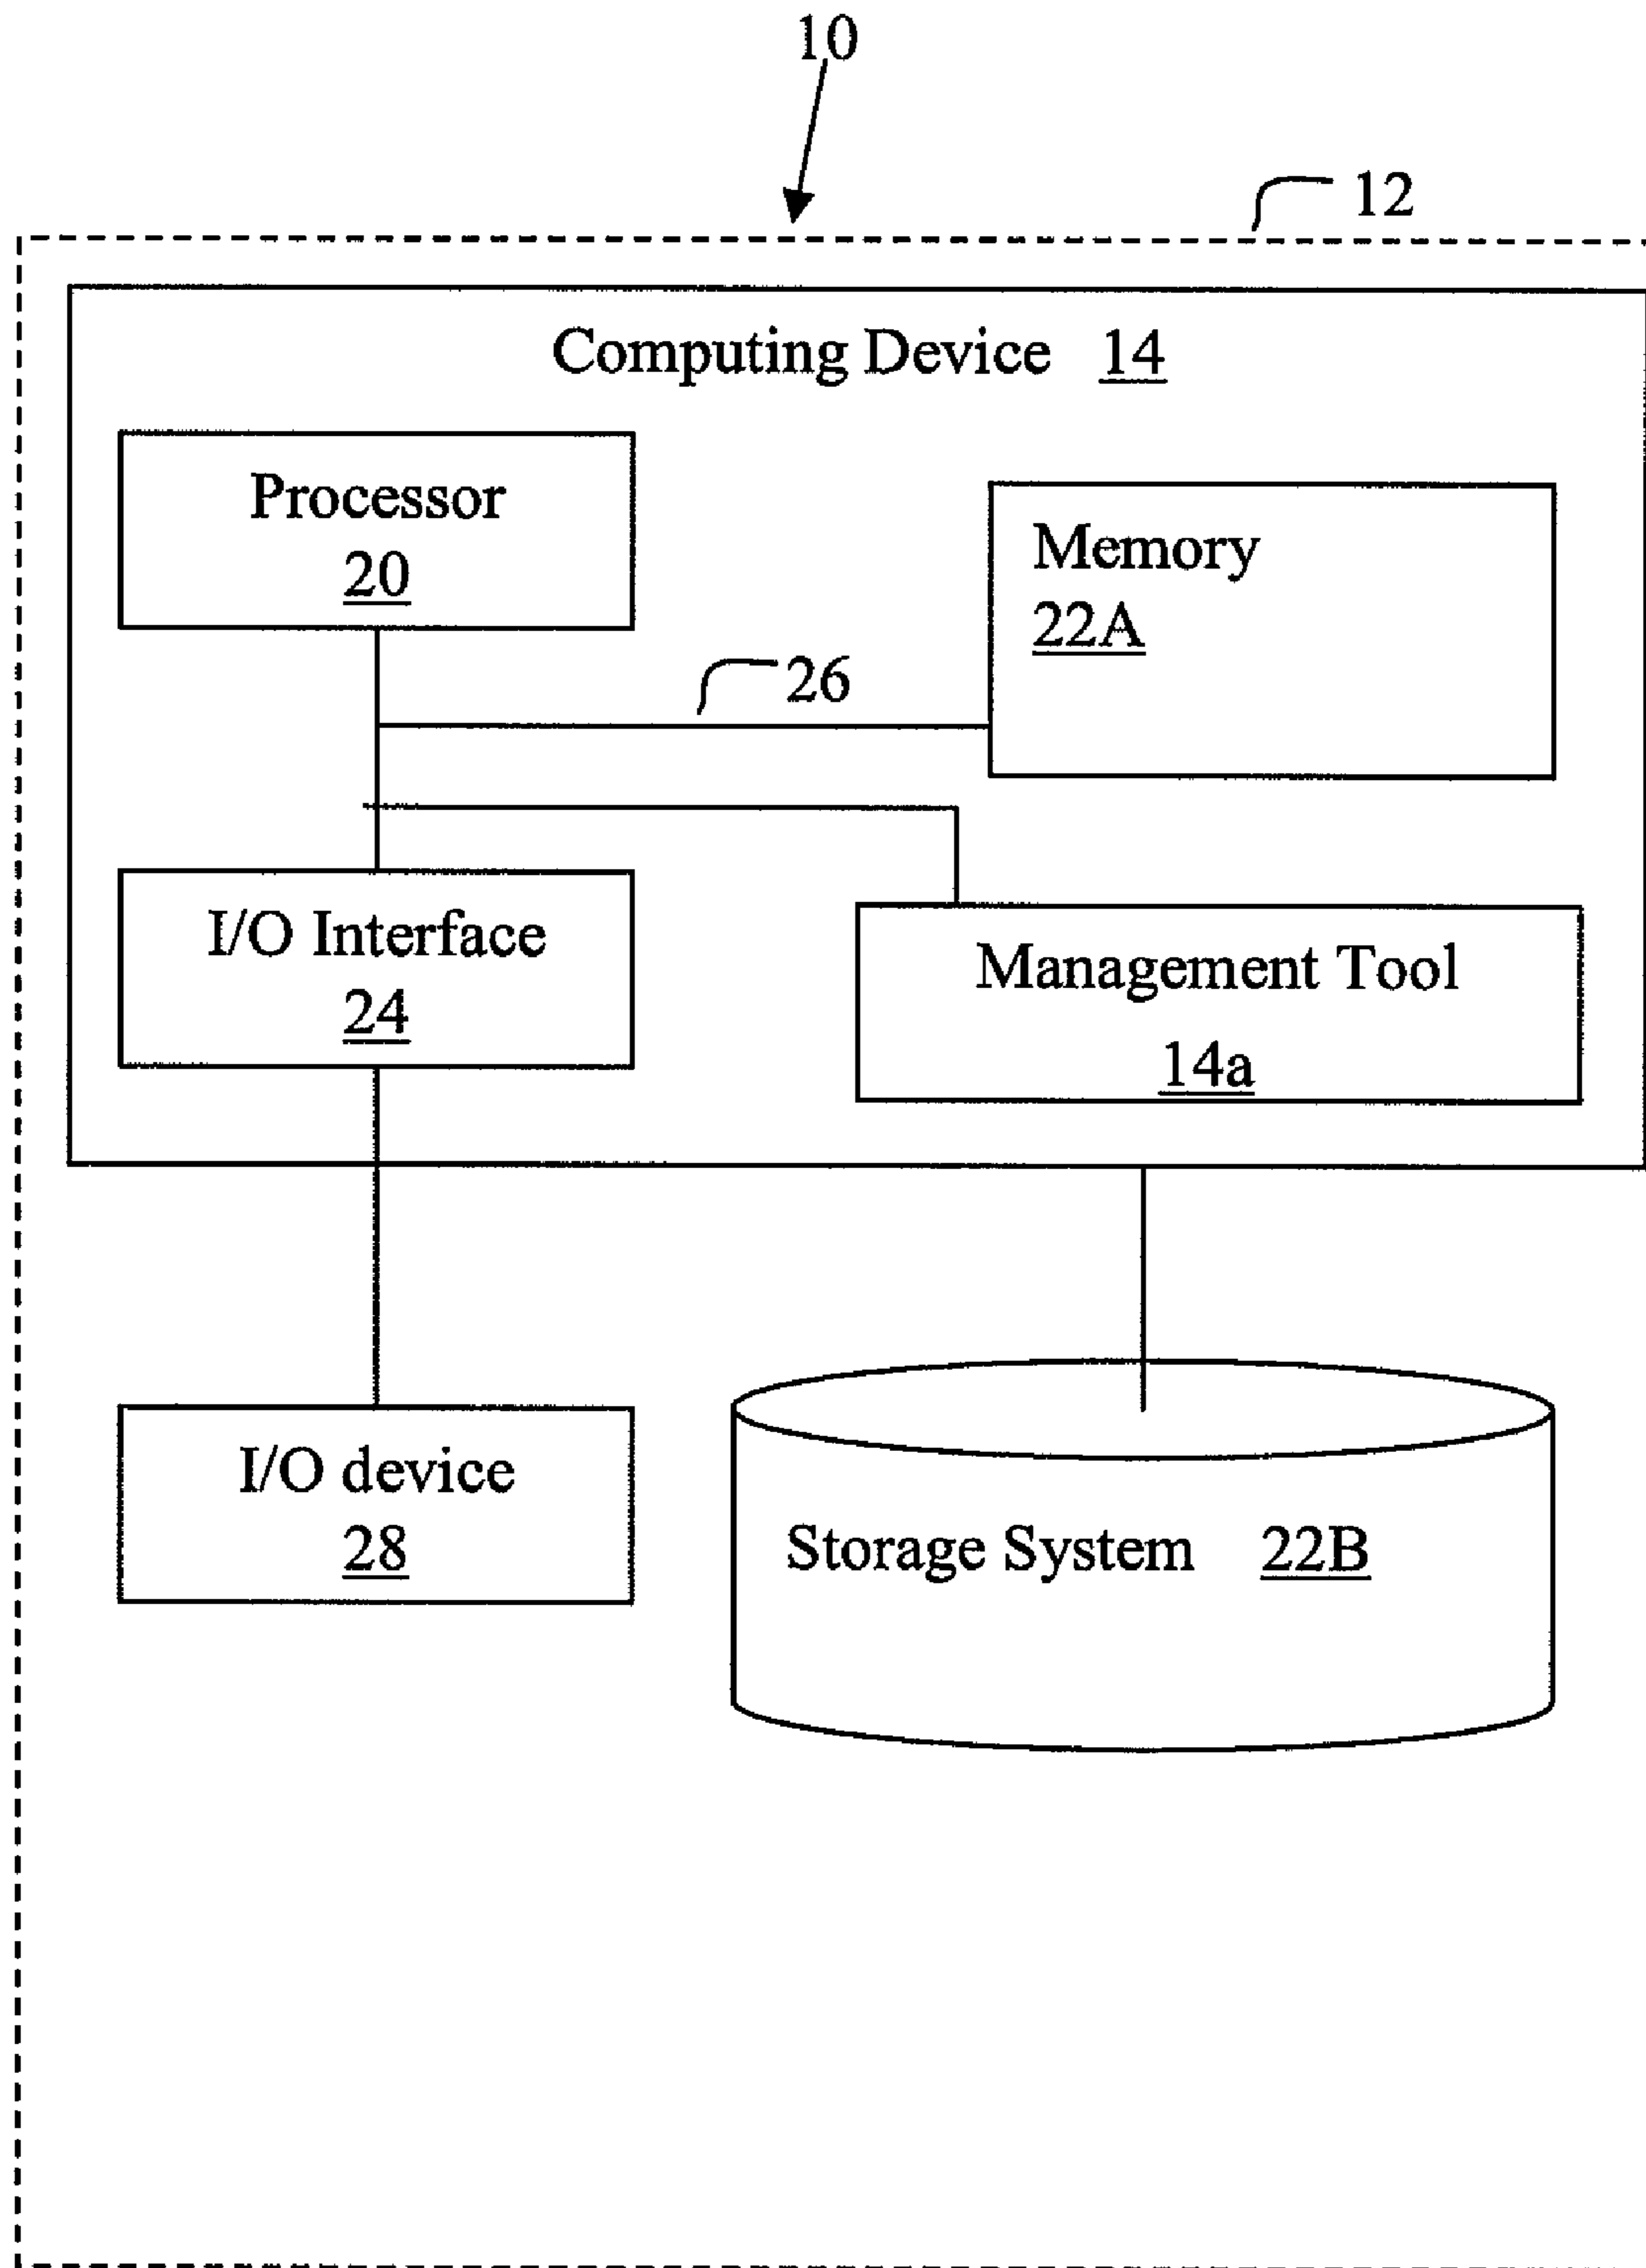 10
12
Computing Device 14
Processor
20
Memory
22A
26
I/O Interface
24
Management Tool
14a
I/O device
28
Storage System 22B